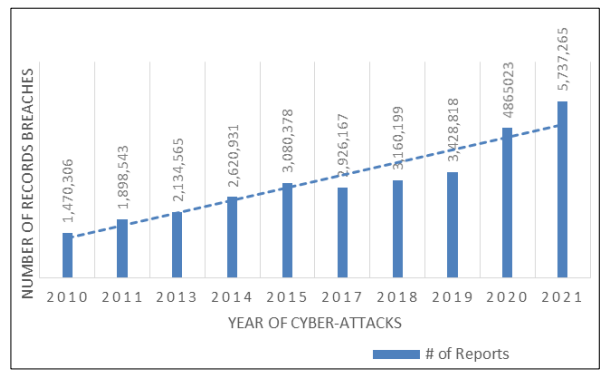 NUMBER OF RECORDS BREACHES
1,470,306
1,898,543
2,134,565
2,620,931
3,080,378
2,926,167
3,160,199
3,428,818
4865023
5,737,265
2010 2011 2013 2014 2015 2017 2018 2019 2020 2021
YEAR OF CYBER-ATTACKS
# of Reports